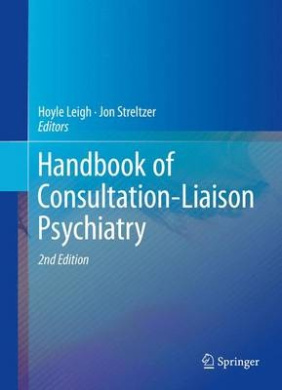 Hoyle Leigh · Jon Streltzer
Editors
Handbook of
Consultation-Liaison
Psychiatry
2nd Edition
Springer